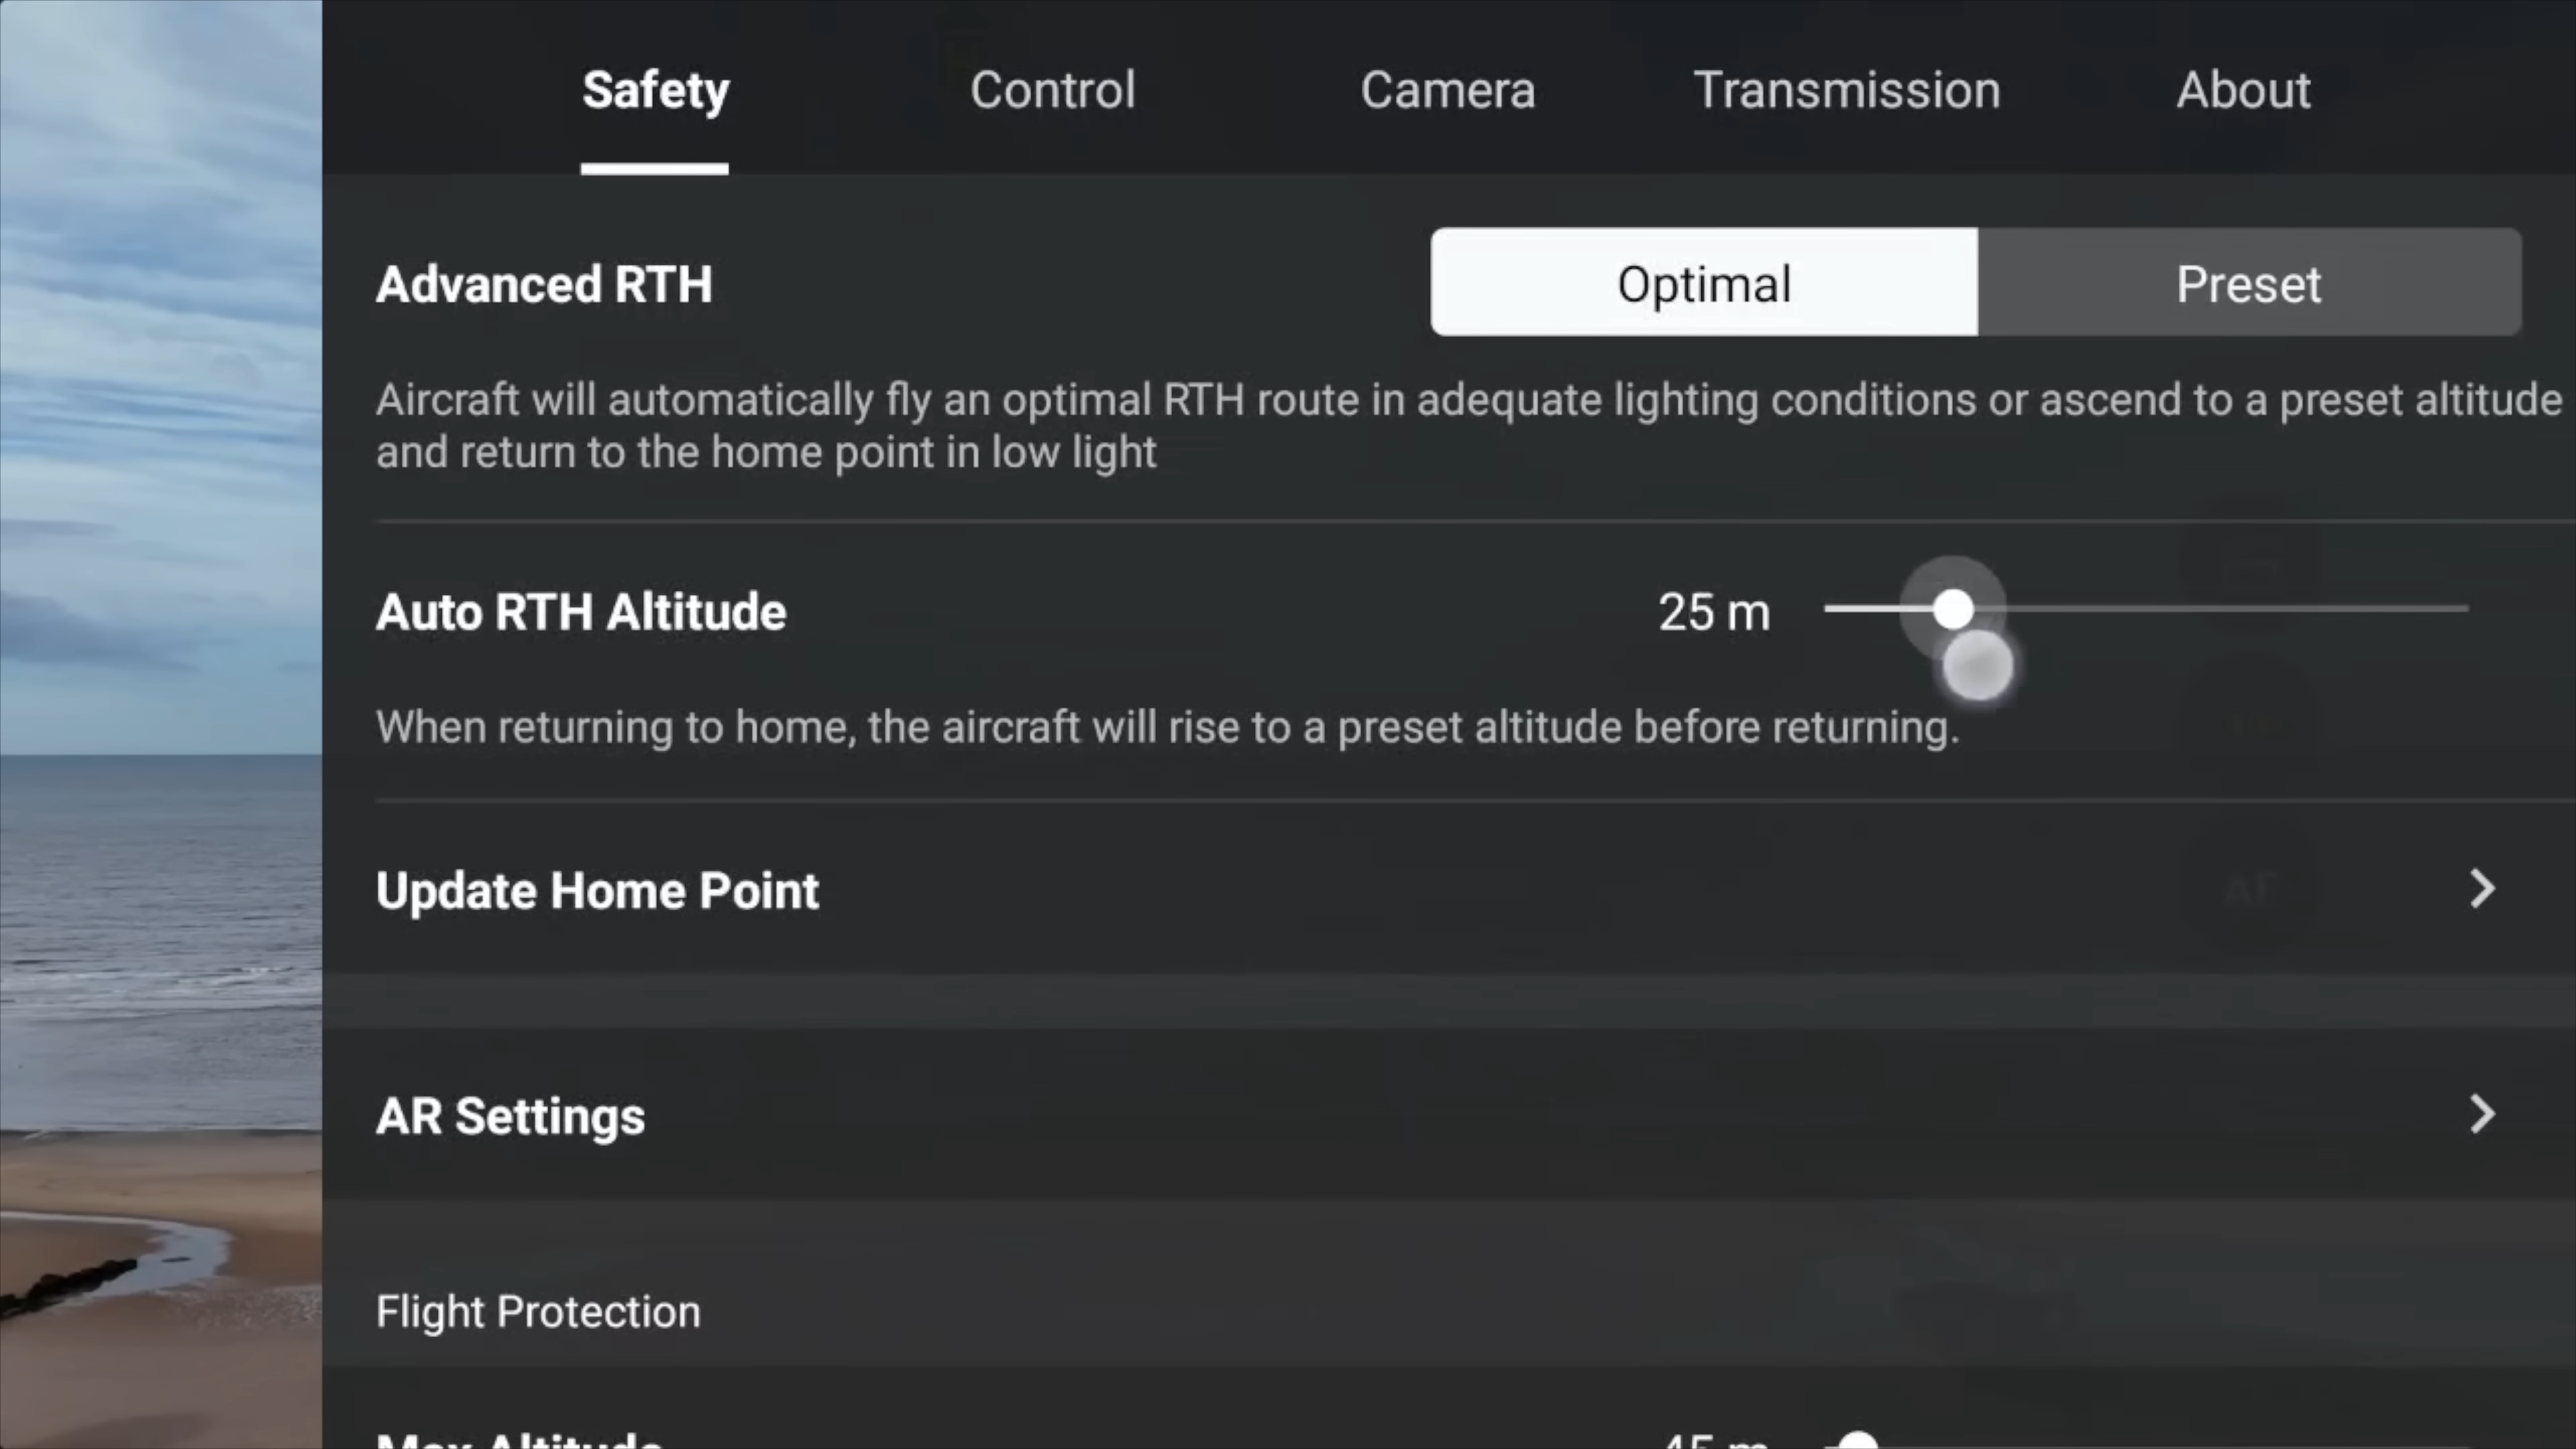 Safety Control Camera Transmission About
Advanced RTH Optimal Preset
Aircraft will automatically fly an optimal RTH route in adequate lighting conditions or ascend to a preset altitude
and return to the home point in low light
Auto RTH Altitude 25 m
When returning to home, the aircraft will rise to a preset altitude before returning.
Update Home Point
AR Settings
Flight Protection
Max Altitude 45 m